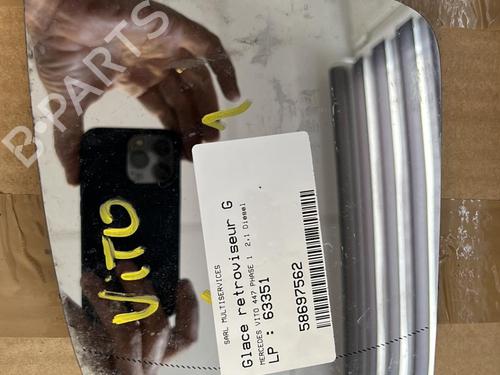 B-PARTS
VITO
SARL MULTISERVICES
Glace retroviseur G
MERCEDES VITO 447 PHASE 1 2.1 Diesel
LP : 63351
58697562